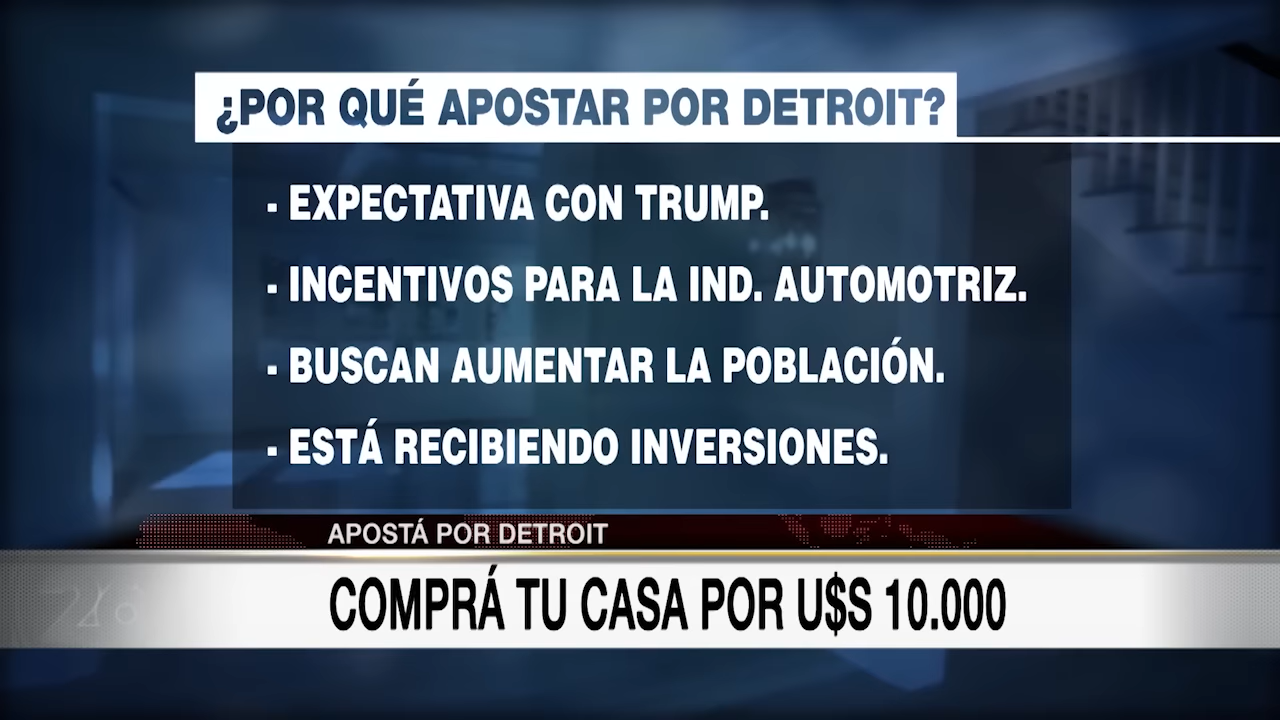 ¿POR QUÉ APOSTAR POR DETROIT?
- EXPECTATIVA CON TRUMP.
- INCENTIVOS PARA LA IND. AUTOMOTRIZ.
- BUSCAN AUMENTAR LA POBLACIÓN.
- ESTÁ RECIBIENDO INVERSIONES.
APOSTÁ POR DETROIT
COMPRÁ TU CASA POR U$S 10.000